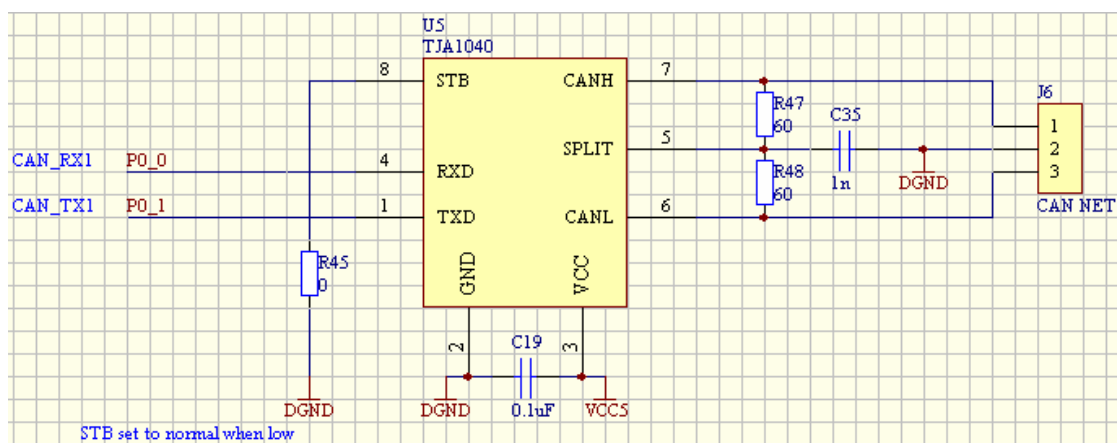 U5
TJA1040
8
STB
CANH
7
J6
R47
60
C35
1
5
SPLIT
2
CAN_RX1
P0_0
4
RXD
R48
60
1n
DGND
3
CAN_TX1
P0_1
1
TXD
CANL
6
CAN NET
R45
0
GND
VCC
2
C19
3
DGND
DGND
0.1uF
VCC5
STB set to normal when low